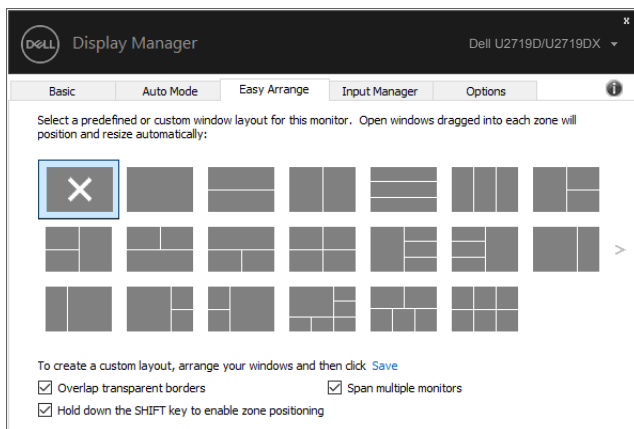 x
DELL Display Manager Dell U2719D/U2719DX
Basic Auto Mode Easy Arrange Input Manager Options i
Select a predefined or custom window layout for this monitor. Open windows dragged into each zone will
position and resize automatically:
>
To create a custom layout, arrange your windows and then click Save
Overlap transparent borders Span multiple monitors
Hold down the SHIFT key to enable zone positioning